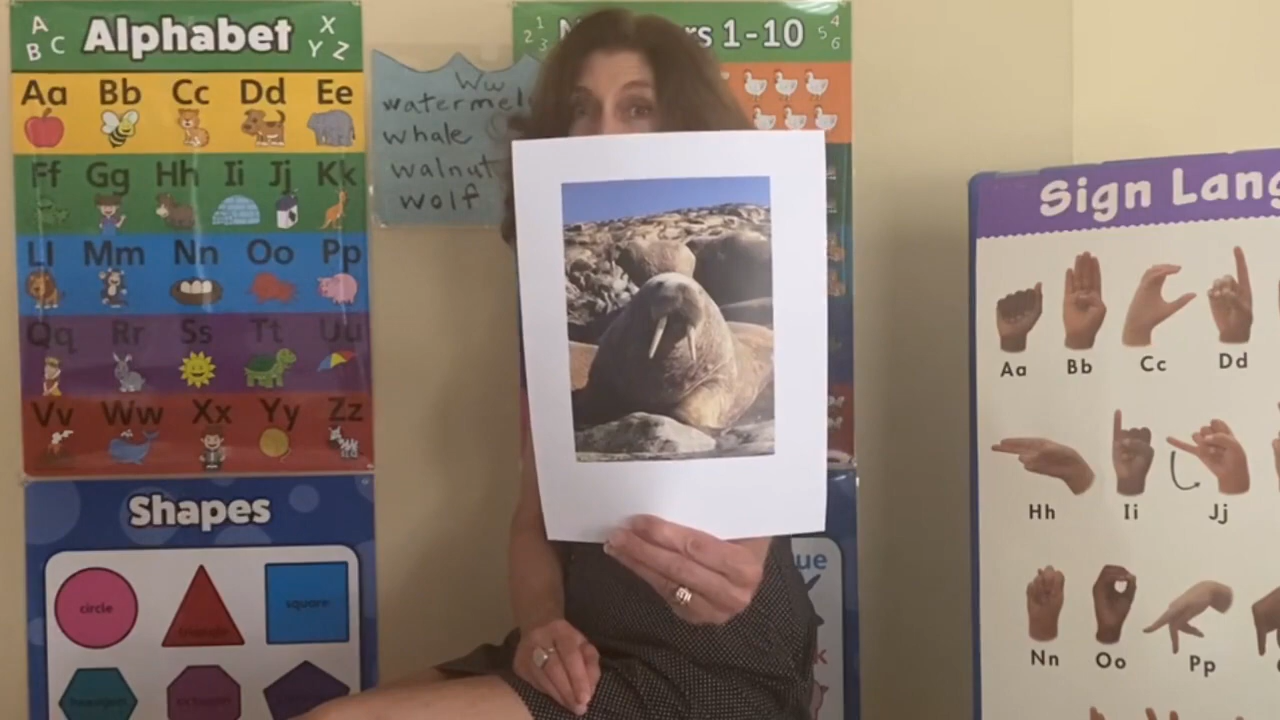 A B C Alphabet X Y Z
Aa Bb Cc Dd Ee
Ff Gg Hh Ii Jj Kk
Ll Mm Nn Oo Pp
Qq Rr Ss Tt Uu
Vv Ww Xx Yy Zz
Shapes
circle triangle square
Ww
whale
walnut
wolf
1 2 3 rs 1-10 4 5 6
Sign Lang
Aa Bb Cc Dd
Hh Ii Jj
Nn Oo Pp